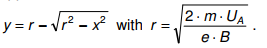 y = r – √(r² – x²) with r = √((2 · m · U_A)/(e · B)) .